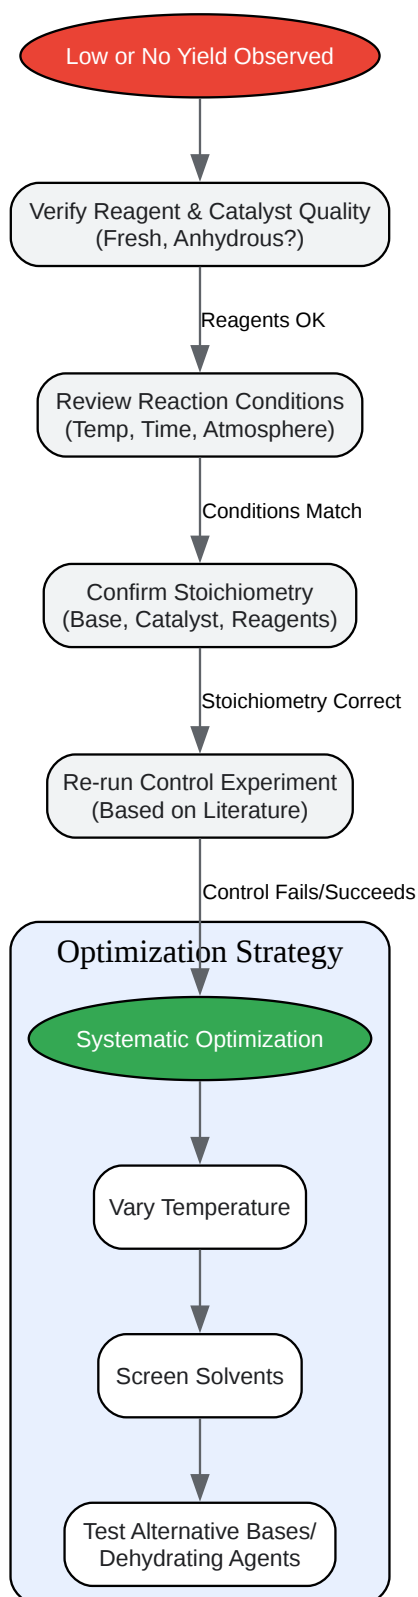 Low or No Yield Observed
Verify Reagent & Catalyst Quality
(Fresh, Anhydrous?)
Reagents OK
Review Reaction Conditions
(Temp, Time, Atmosphere)
Conditions Match
Confirm Stoichiometry
(Base, Catalyst, Reagents)
Stoichiometry Correct
Re-run Control Experiment
(Based on Literature)
Control Fails/Succeeds
Optimization Strategy
Systematic Optimization
Vary Temperature
Screen Solvents
Test Alternative Bases/
Dehydrating Agents